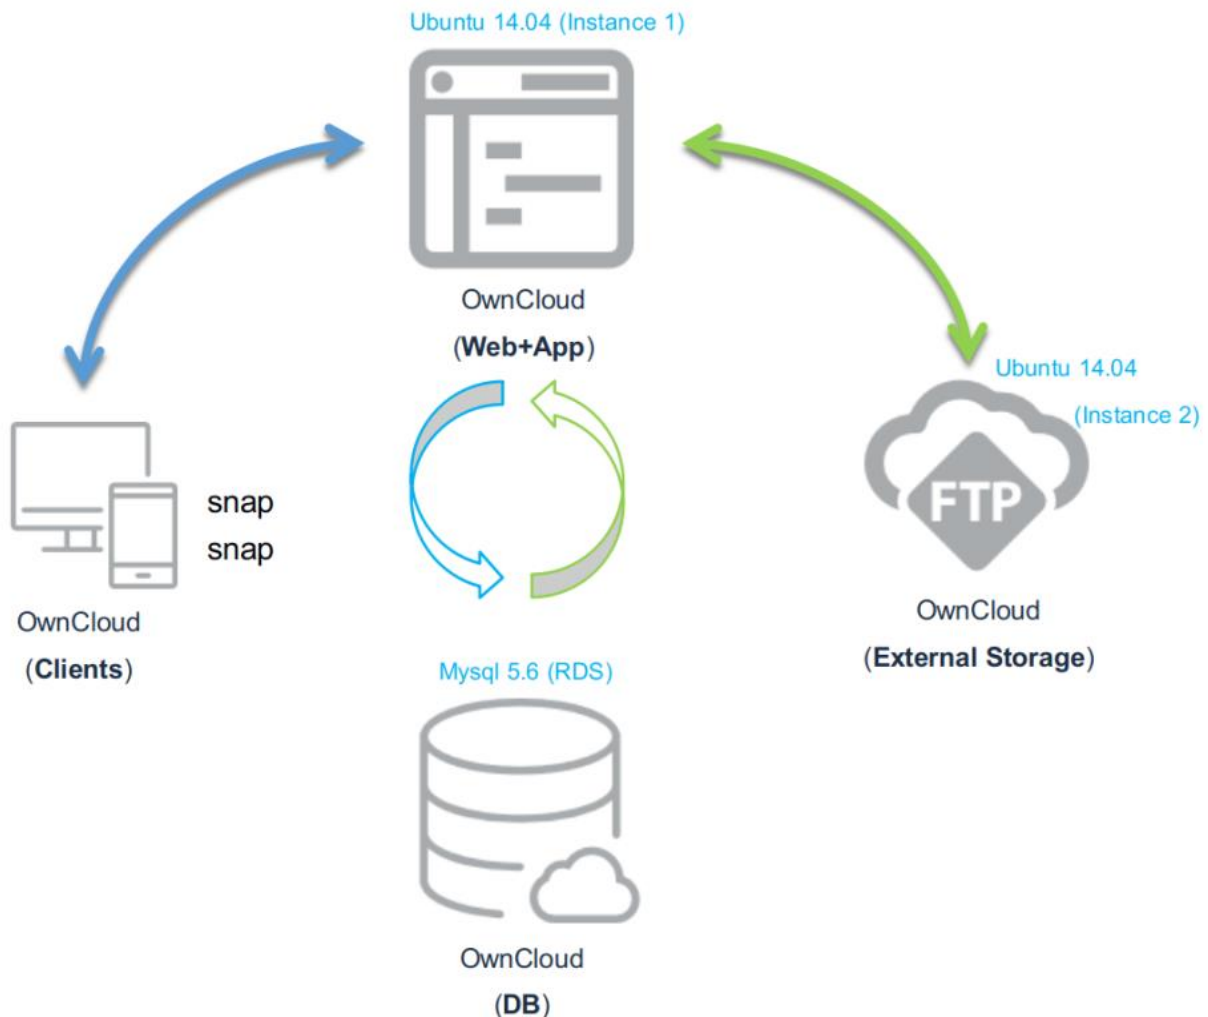 Ubuntu 14.04 (Instance 1)
OwnCloud
(Web+App)
snap
snap
OwnCloud
(Clients)
Ubuntu 14.04
(Instance 2)
FTP
OwnCloud
(External Storage)
Mysql 5.6 (RDS)
OwnCloud
(DB)